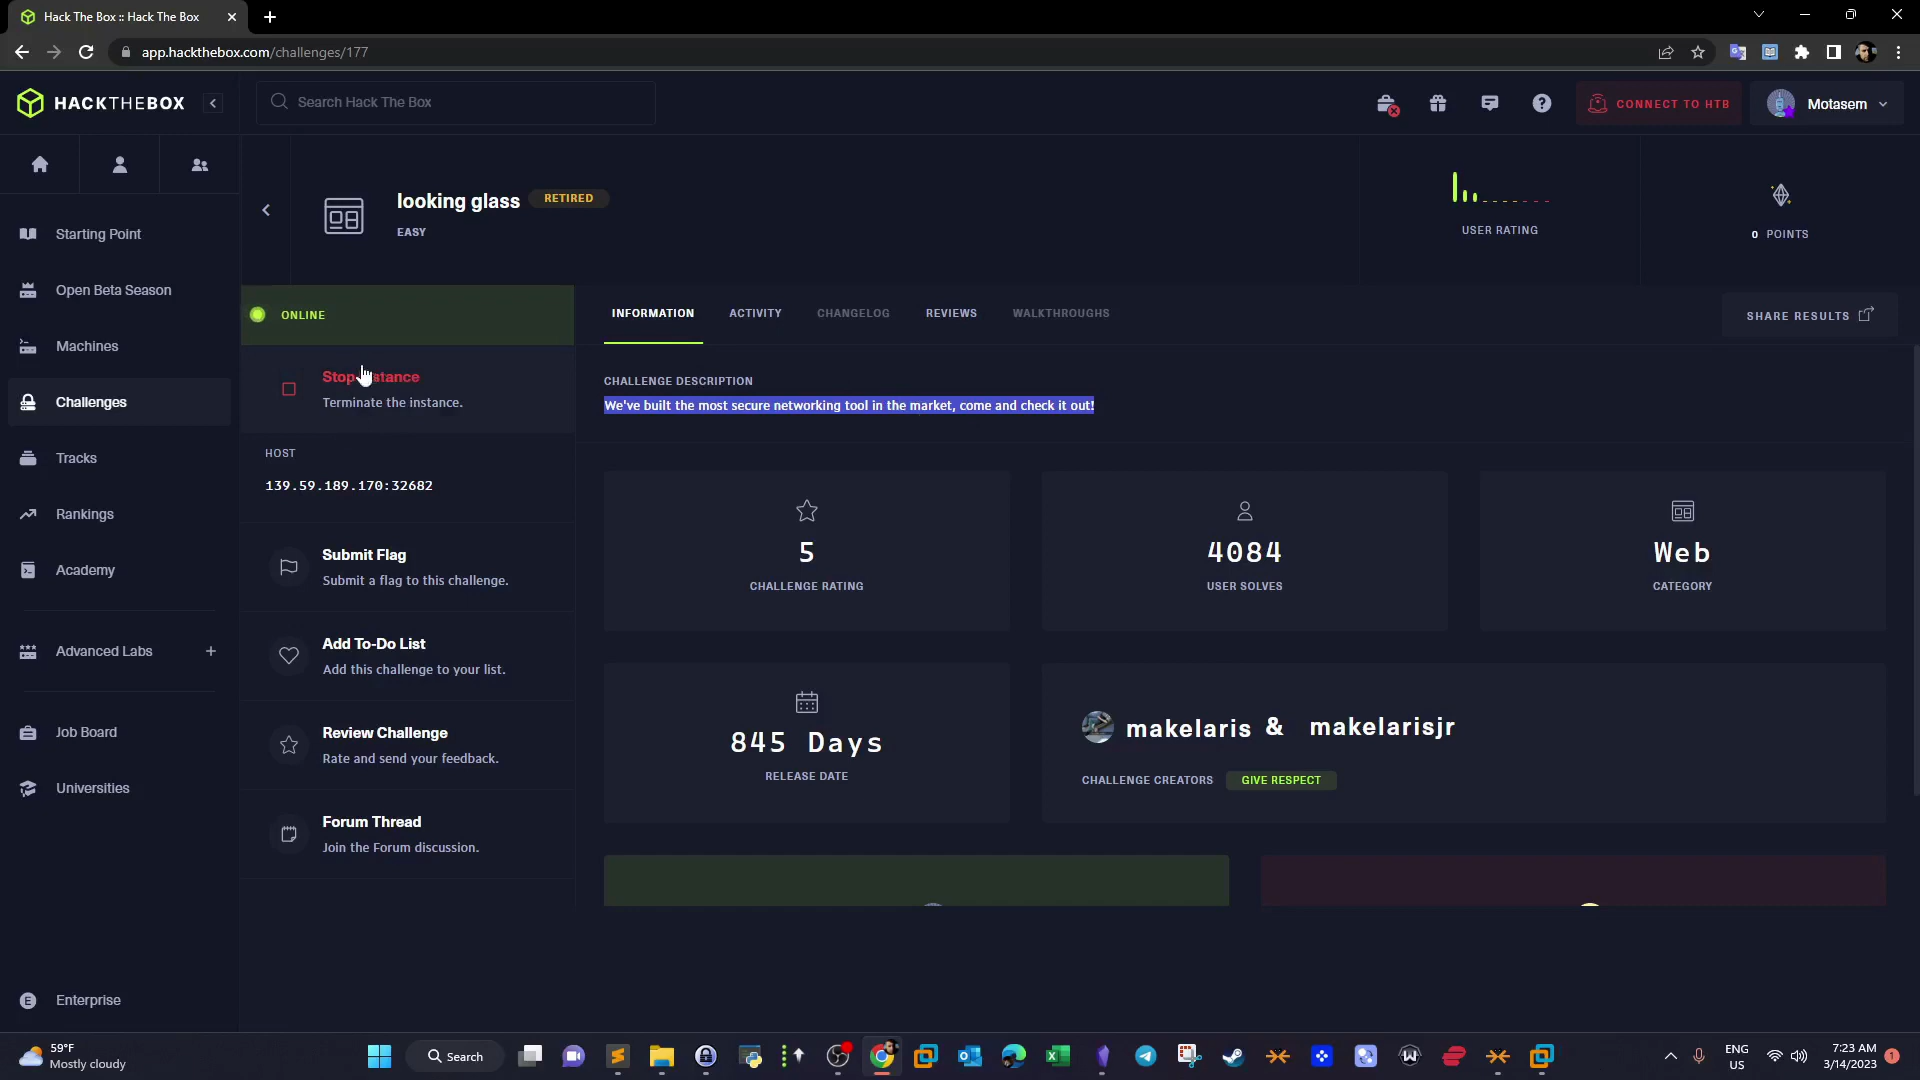 Hack The Box :: Hack The Box
app.hackthebox.com/challenges/177
HACKTHEBOX
Search Hack The Box
CONNECT TO HTB
Motasem
looking glass
RETIRED
EASY
USER RATING
0 POINTS
Starting Point
Open Beta Season
Machines
Challenges
Tracks
Rankings
Academy
Advanced Labs
Job Board
Universities
Enterprise
ONLINE
Stop Instance
Terminate the instance.
HOST
139.59.189.170:32682
Submit Flag
Submit a flag to this challenge.
Add To-Do List
Add this challenge to your list.
Review Challenge
Rate and send your feedback.
Forum Thread
Join the Forum discussion.
INFORMATION
ACTIVITY
CHANGELOG
REVIEWS
WALKTHROUGHS
SHARE RESULTS
CHALLENGE DESCRIPTION
We've built the most secure networking tool in the market, come and check it out!
5
CHALLENGE RATING
4084
USER SOLVES
Web
CATEGORY
845 Days
RELEASE DATE
makelaris & makelarisjr
CHALLENGE CREATORS
GIVE RESPECT
59°F
Mostly cloudy
Search
ENG
US
7:23 AM
3/14/2023
1